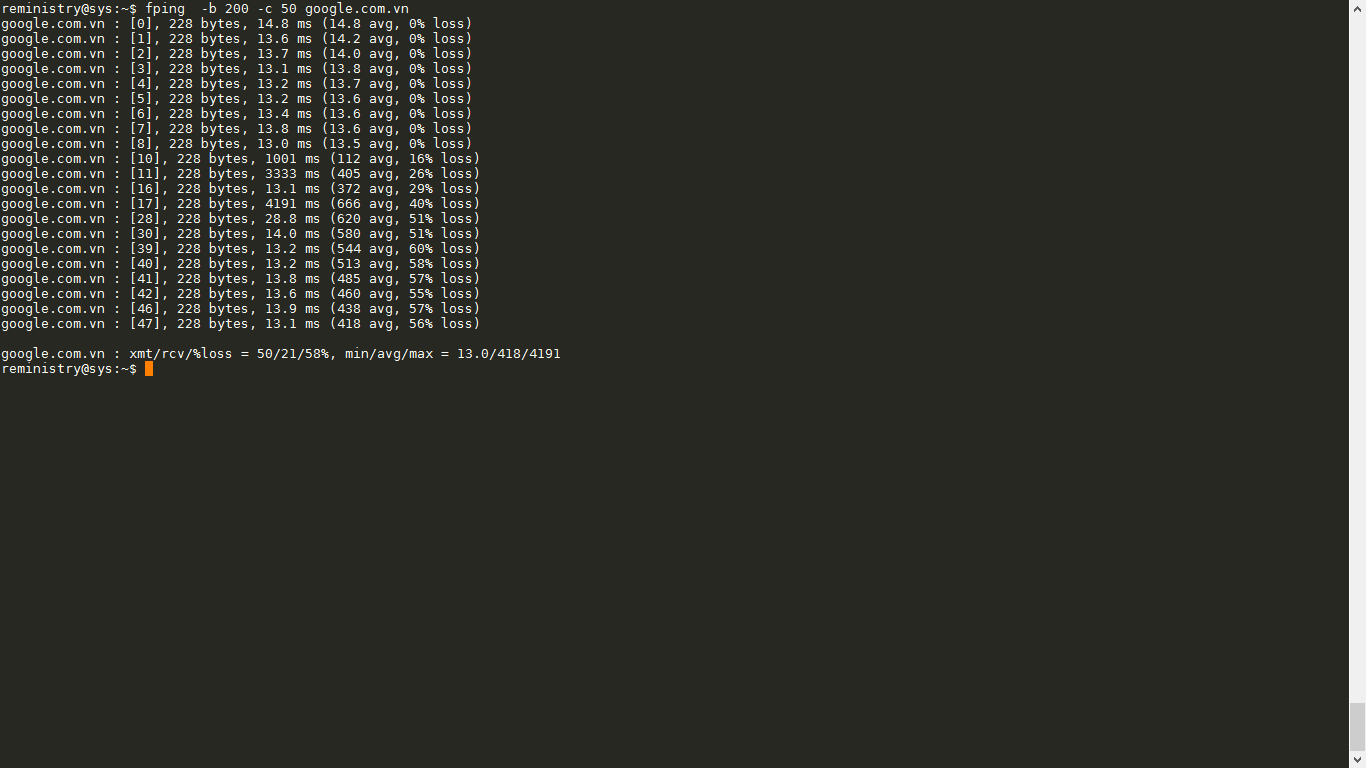 reministry@sys:~$ fping  -b 200 -c 50 google.com.vn
google.com.vn : [0], 228 bytes, 14.8 ms (14.8 avg, 0% loss)
google.com.vn : [1], 228 bytes, 13.6 ms (14.2 avg, 0% loss)
google.com.vn : [2], 228 bytes, 13.7 ms (14.0 avg, 0% loss)
google.com.vn : [3], 228 bytes, 13.1 ms (13.8 avg, 0% loss)
google.com.vn : [4], 228 bytes, 13.2 ms (13.7 avg, 0% loss)
google.com.vn : [5], 228 bytes, 13.2 ms (13.6 avg, 0% loss)
google.com.vn : [6], 228 bytes, 13.4 ms (13.6 avg, 0% loss)
google.com.vn : [7], 228 bytes, 13.8 ms (13.6 avg, 0% loss)
google.com.vn : [8], 228 bytes, 13.0 ms (13.5 avg, 0% loss)
google.com.vn : [10], 228 bytes, 1001 ms (112 avg, 16% loss)
google.com.vn : [11], 228 bytes, 3333 ms (405 avg, 26% loss)
google.com.vn : [16], 228 bytes, 13.1 ms (372 avg, 29% loss)
google.com.vn : [17], 228 bytes, 4191 ms (666 avg, 40% loss)
google.com.vn : [28], 228 bytes, 28.8 ms (620 avg, 51% loss)
google.com.vn : [30], 228 bytes, 14.0 ms (580 avg, 51% loss)
google.com.vn : [39], 228 bytes, 13.2 ms (544 avg, 60% loss)
google.com.vn : [40], 228 bytes, 13.2 ms (513 avg, 58% loss)
google.com.vn : [41], 228 bytes, 13.8 ms (485 avg, 57% loss)
google.com.vn : [42], 228 bytes, 13.6 ms (460 avg, 55% loss)
google.com.vn : [46], 228 bytes, 13.9 ms (438 avg, 57% loss)
google.com.vn : [47], 228 bytes, 13.1 ms (418 avg, 56% loss)

google.com.vn : xmt/rcv/%loss = 50/21/58%, min/avg/max = 13.0/418/4191
reministry@sys:~$